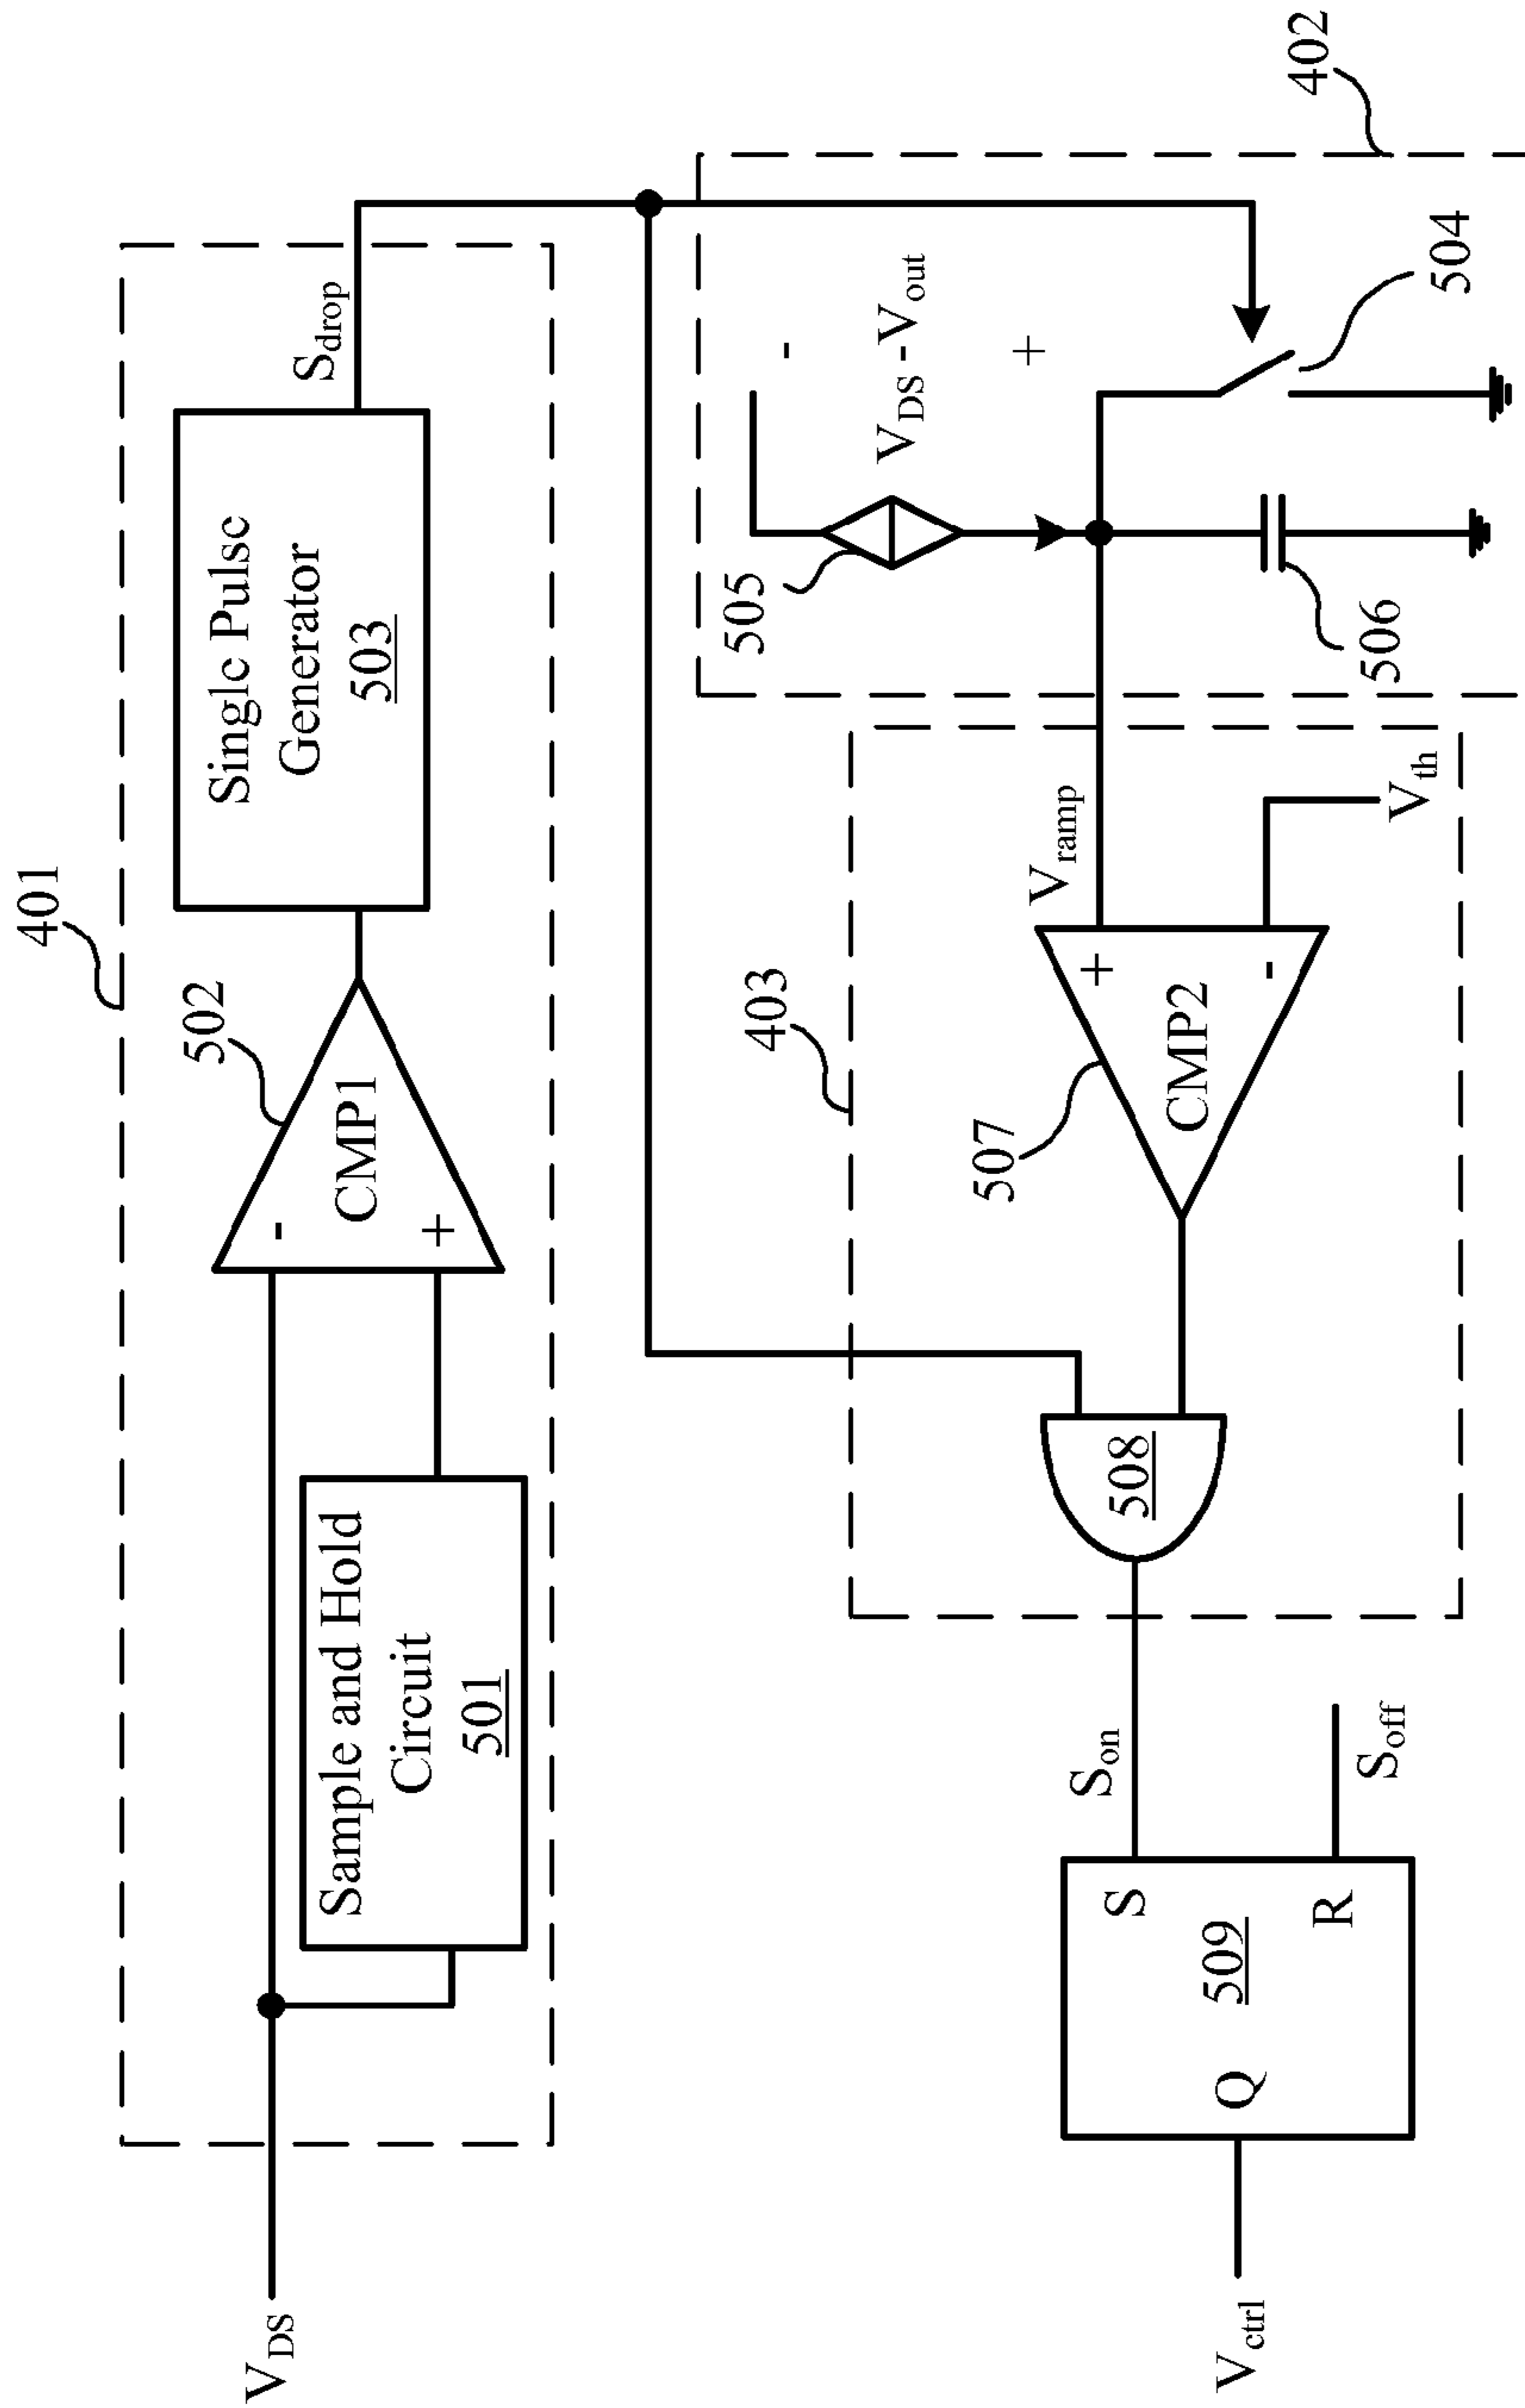 401
502
V_DS
Sample and Hold
Circuit
501
-
+
CMP1
Single Pulse
Generator
503
S_drop
403
507
505
-
V_DS -V_out
+
402
504
506
V_ramp
+
-
CMP2
V_th
508
S_on
S_off
S
R
Q
509
V_ctrl